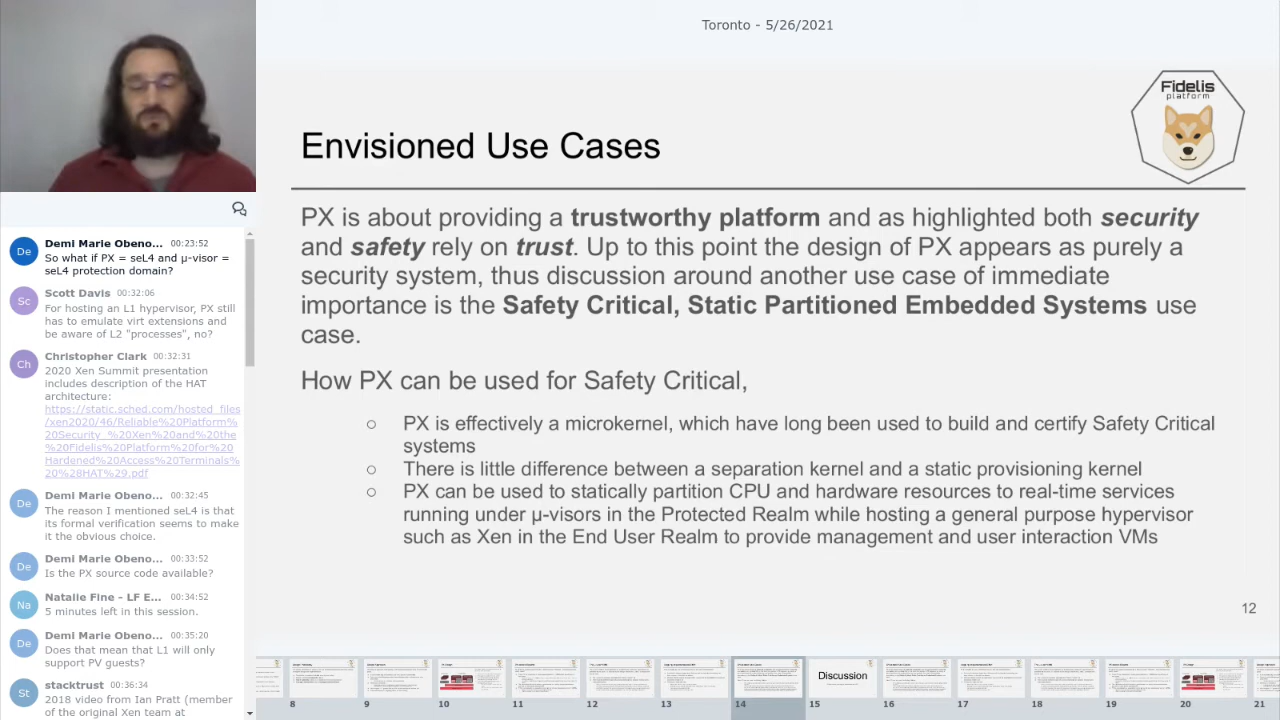 Toronto - 5/26/2021
Fidelis
platform
Envisioned Use Cases
PX is about providing a trustworthy platform and as highlighted both security
and safety rely on trust. Up to this point the design of PX appears as purely a
security system, thus discussion around another use case of immediate
importance is the Safety Critical, Static Partitioned Embedded Systems use
case.
How PX can be used for Safety Critical,
○ PX is effectively a microkernel, which have long been used to build and certify Safety Critical
systems
○ There is little difference between a separation kernel and a static provisioning kernel
○ PX can be used to statically partition CPU and hardware resources to real-time services
running under μ-visors in the Protected Realm while hosting a general purpose hypervisor
such as Xen in the End User Realm to provide management and user interaction VMs
12
De
Demi Marie Obeno... 00:23:52
So what if PX = seL4 and μ-visor =
seL4 protection domain?
Sc
Scott Davis 00:32:06
For hosting an L1 hypervisor, PX still
has to emulate virt extensions and
be aware of L2 "processes", no?
Ch
Christopher Clark 00:32:31
2020 Xen Summit presentation
includes description of the HAT
architecture:
https://static.sched.com/hosted_files
/xen2020/46/Reliable%20Platform%
20Security_%20Xen%20and%20the
%20Fidelis%20Platform%20for%20
Hardened%20Access%20Terminals%
20%28HAT%29.pdf
De
Demi Marie Obeno... 00:32:45
The reason I mentioned seL4 is that
its formal verification seems to make
it the obvious choice.
De
Demi Marie Obeno... 00:33:52
Is the PX source code available?
Na
Natalie Fine – LF E... 00:34:52
5 minutes left in this session.
De
Demi Marie Obeno... 00:35:20
Does that mean that L1 will only
support PV guests?
St
stacktrust 00:36:34
2018 video from Ian Pratt (member
of the original Xen team at
Discussion
8 9 10 11 12 13 14 15 16 17 18 19 20 21